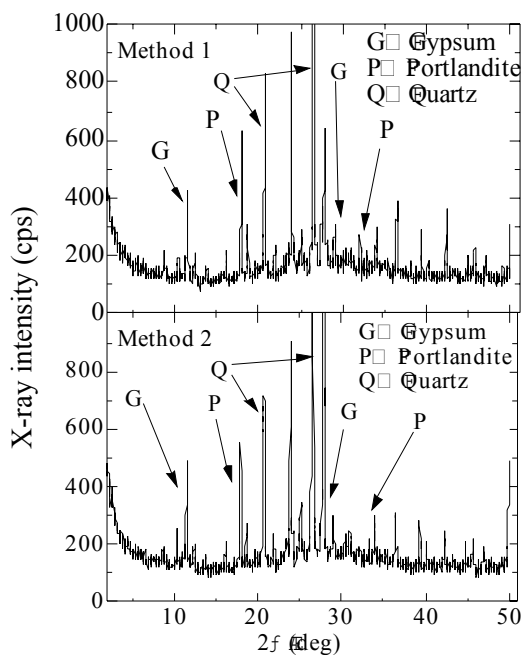 1000
Method 1
G□ Gypsum
P□ Portlandite
Q□ Quartz
800
Q
600
P
G
P
G
400
200
0
Method 2
G□ Gypsum
P□ Portlandite
Q□ Quartz
800
Q
G
P
G
P
600
400
200
0
10
20
30
40
50
X-ray intensity (cps)
(deg)